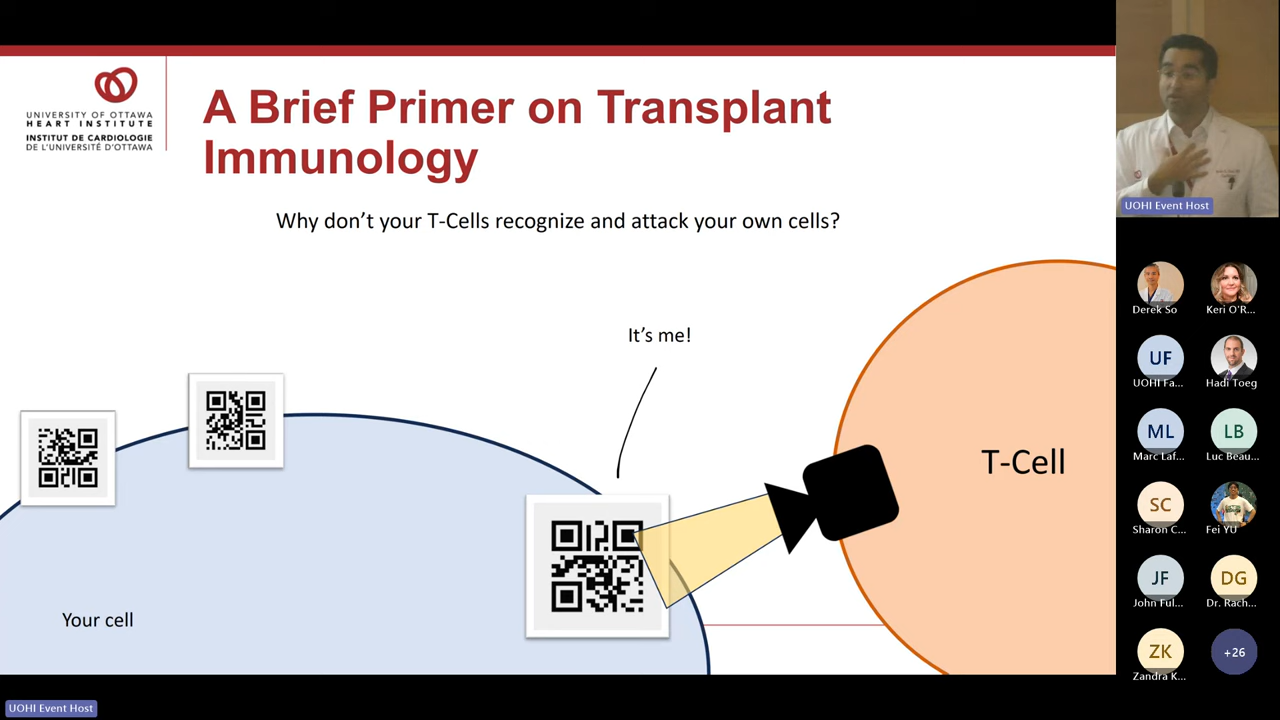 UNIVERSITY OF OTTAWA
HEART INSTITUTE
INSTITUT DE CARDIOLOGIE
DE L'UNIVERSITÉ D'OTTAWA
A Brief Primer on Transplant
Immunology
Why don't your T-Cells recognize and attack your own cells?
It's me!
T-Cell
Your cell
UOHI Event Host
Derek So
Keri O'R...
UF
UOHI Fa...
Hadi Toeg
ML
Marc Laf...
LB
Luc Beau...
SC
Sharon C...
Fei YU
JF
John Ful...
DG
Dr. Rach...
ZK
Zandra K...
+26
UOHI Event Host